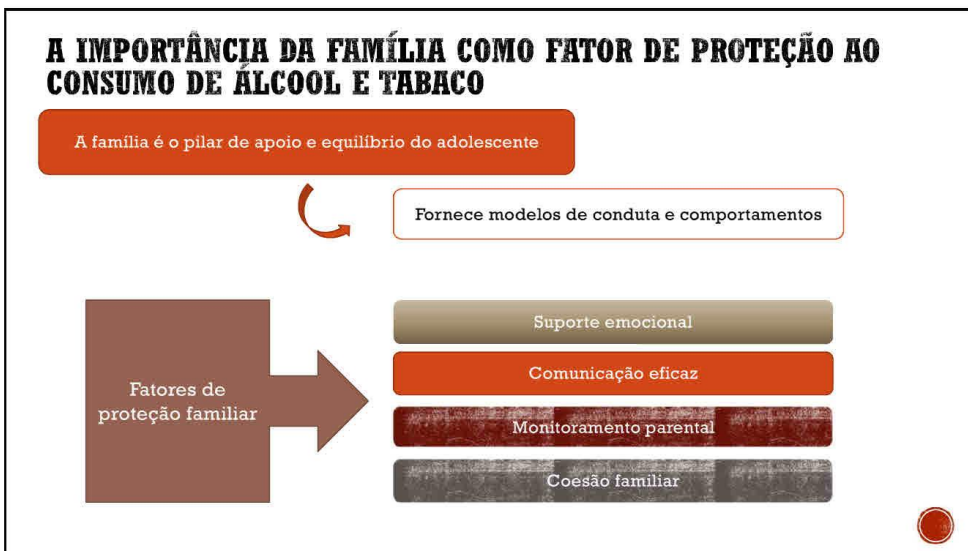 A IMPORTÂNCIA DA FAMÍLIA COMO FATOR DE PROTEÇÃO AO
CONSUMO DE ÁLCOOL E TABACO
A família é o pilar de apoio e equilíbrio do adolescente
Fornece modelos de conduta e comportamentos
Fatores de
proteção familiar
Suporte emocional
Comunicação eficaz
Monitoramento parental
Coesão familiar